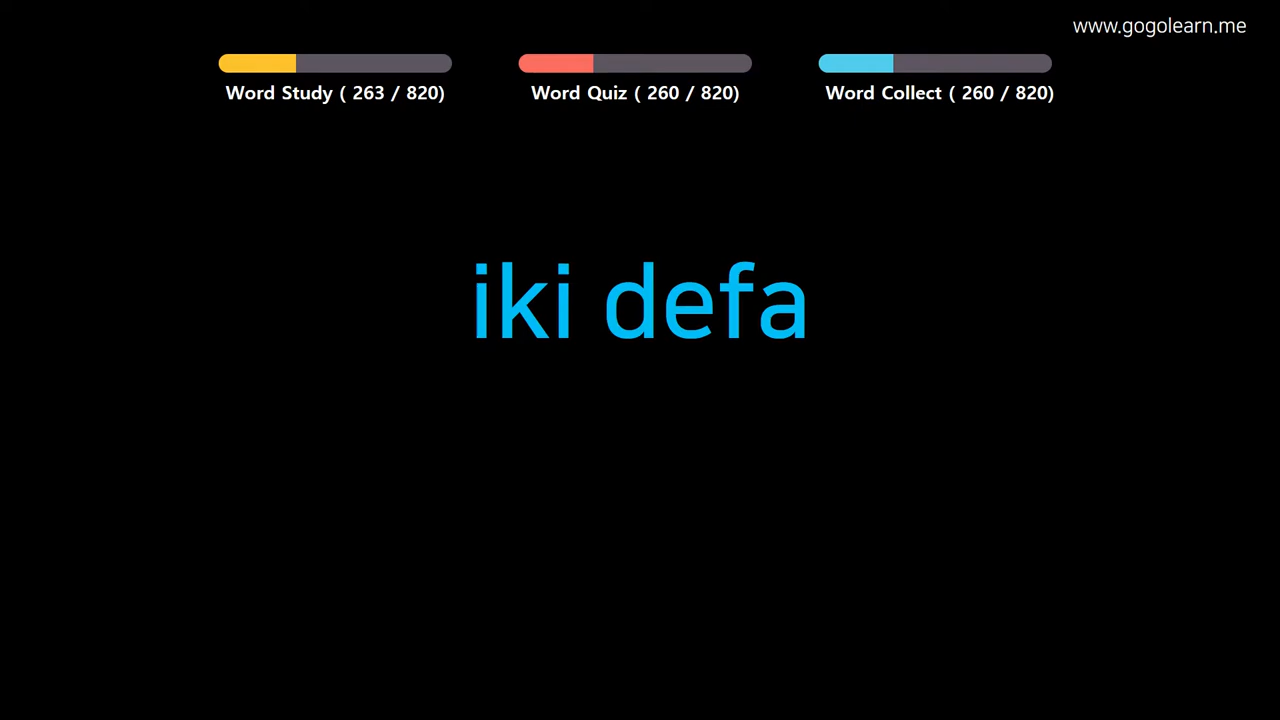 www.gogolearn.me
Word Study ( 263 / 820)
Word Quiz ( 260 / 820)
Word Collect ( 260 / 820)
iki defa